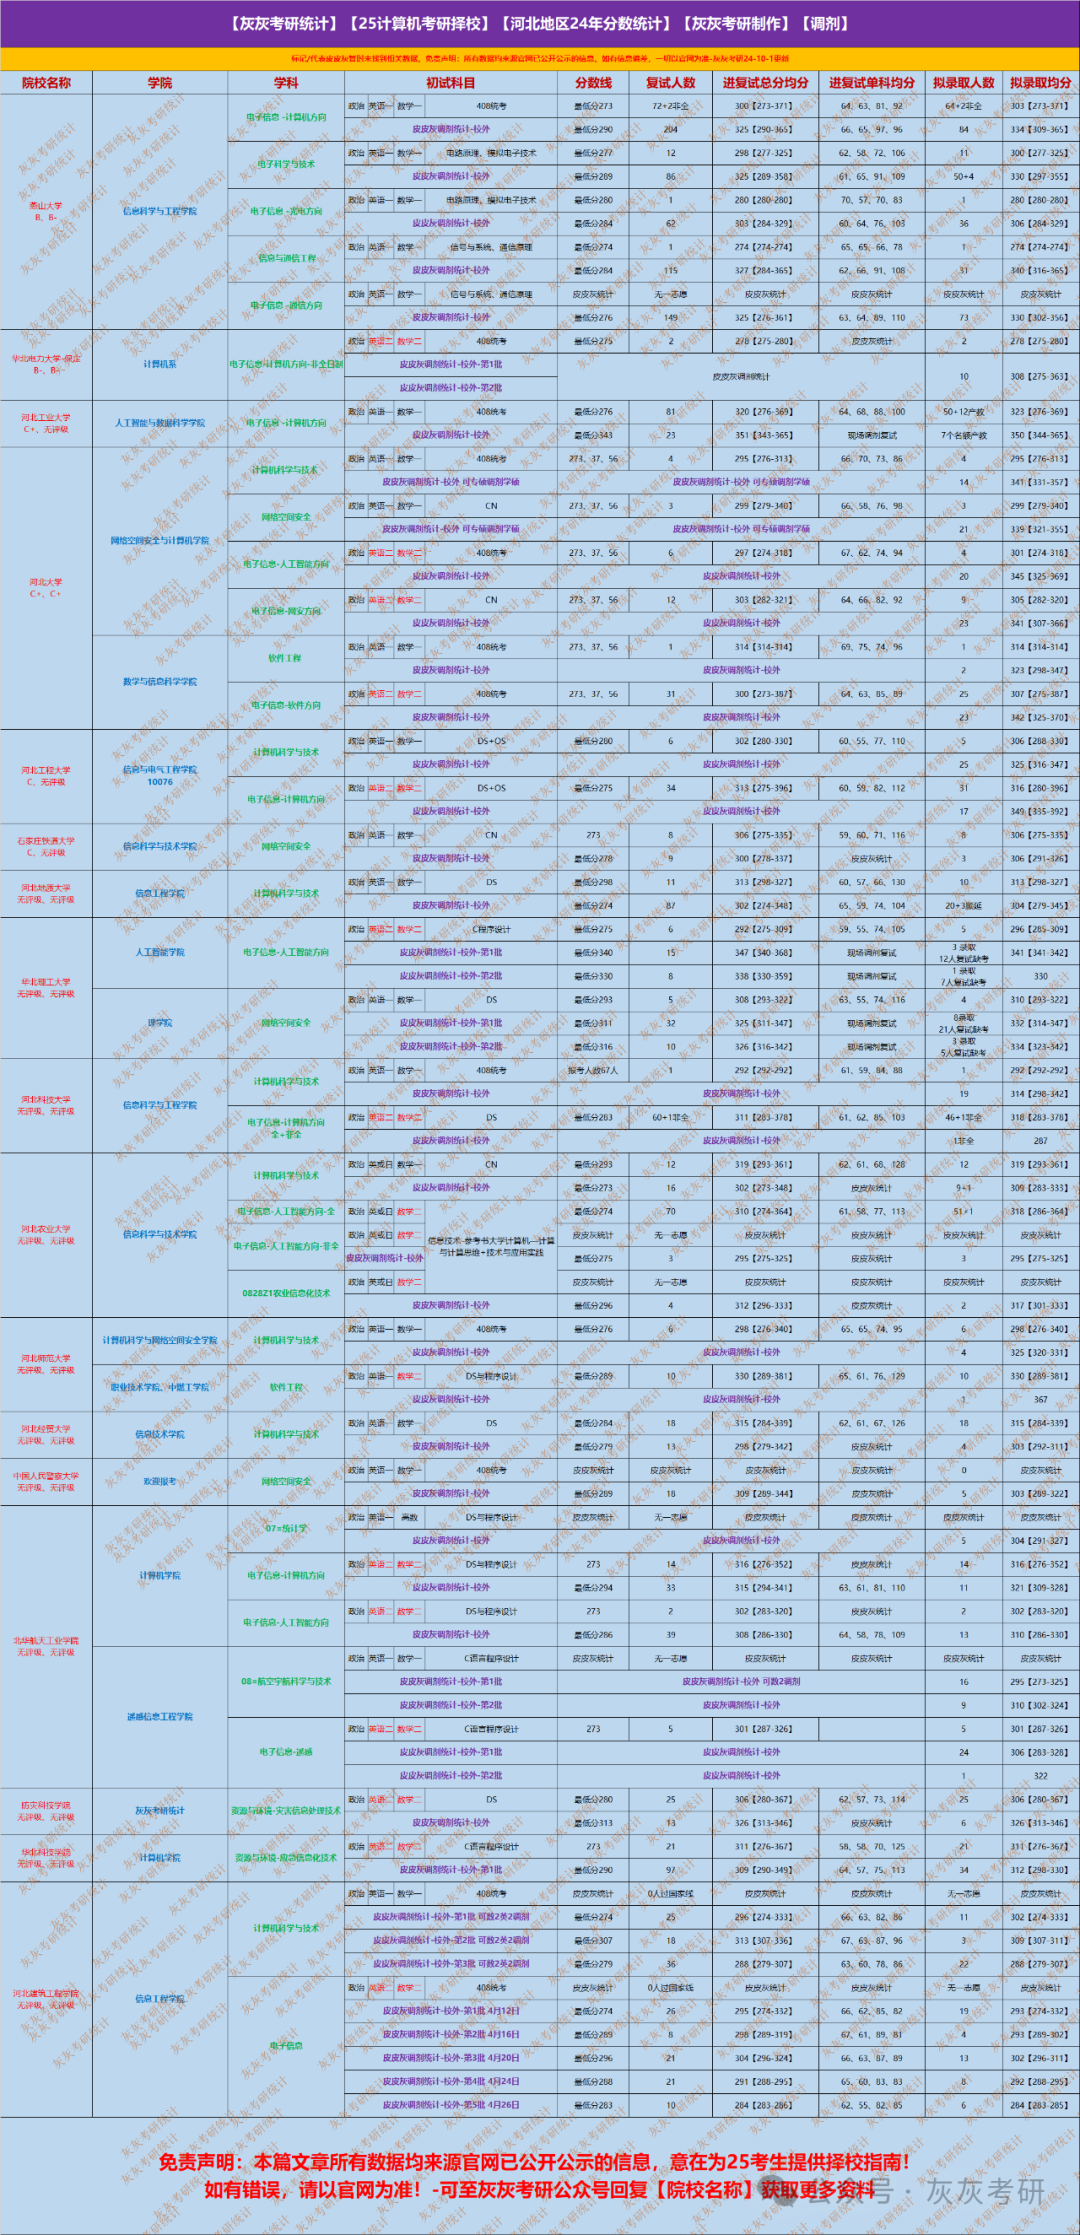 【灰灰考研统计】【25计算机考研择校】【河北地区24年分数统计】【灰灰考研制作】【调剂】
标记/代表皮皮灰暂时未找到相关数据。免责声明：所有数据均来源官网已公开公示的信息，如有信息偏差，一切以官网为准-灰灰考研24-10-1更新
院校名称 学院 学科 初试科目 分数线 复试人数 进复试总分均分 进复试单科均分 拟录取人数 拟录取均分
燕山大学 B、B- 信息科学与工程学院
电子信息-计算机方向 政治 英语一 数学一 408统考 最低分273 72+2非全 300【273-371】 64、63、81、92 64+2非全 303【273-371】
皮皮灰调剂统计-校外 最低分290 204 325【290-365】 66、65、97、96 84 334【309-365】
电子科学与技术 政治 英语一 数学一 电路原理、模拟电子技术 最低分277 12 298【277-325】 62、58、72、106 11 300【277-325】
皮皮灰调剂统计-校外 最低分289 86 325【289-358】 61、65、91、109 50+4 330【297-355】
电子信息-光电方向 政治 英语一 数学一 电路原理、模拟电子技术 最低分280 1 280【280-280】 70、57、70、83 1 280【280-280】
皮皮灰调剂统计-校外 最低分284 62 303【284-329】 60、64、76、103 36 306【284-329】
信息与通信工程 政治 英语一 数学一 信号与系统、通信原理 最低分274 1 274【274-274】 65、65、66、78 1 274【274-274】
皮皮灰调剂统计-校外 最低分284 115 327【284-365】 62、66、91、108 31 340【316-365】
电子信息-通信方向 政治 英语一 数学一 信号与系统、通信原理 皮皮灰统计 无一志愿 皮皮灰统计 皮皮灰统计 皮皮灰统计 皮皮灰统计
皮皮灰调剂统计-校外 最低分276 149 325【276-361】 63、64、89、110 73 330【302-356】
华北电力大学-保定 B-、B- 计算机系 电子信息-计算机方向-非全日制
政治 英语二 数学二 408统考 最低分275 2 278【275-280】 皮皮灰统计 2 278【275-280】
皮皮灰调剂统计-校外-第1批 皮皮灰调剂统计 10 308【275-363】
皮皮灰调剂统计-校外-第2批
河北工业大学 C+、无评级 人工智能与数据科学学院 电子信息-计算机方向
政治 英语一 数学一 408统考 最低分276 81 320【276-369】 64、68、88、100 50+12产教 323【276-369】
皮皮灰调剂统计-校外 最低分343 23 351【343-365】 现场调剂复试 7个名额产教 350【344-365】
河北大学 C+、C+ 网络空间安全与计算机学院
计算机科学与技术 政治 英语一 数学一 408统考 273、37、56 4 295【276-313】 66、70、73、86 4 295【276-313】
皮皮灰调剂统计-校外 可专硕调剂学硕 皮皮灰调剂统计-校外 可专硕调剂学硕 14 341【331-357】
网络空间安全 政治 英语一 数学一 CN 273、37、56 3 299【279-340】 66、58、76、98 3 299【279-340】
皮皮灰调剂统计-校外 可专硕调剂学硕 皮皮灰调剂统计-校外 可专硕调剂学硕 21 339【321-355】
电子信息-人工智能方向 政治 英语二 数学二 408统考 273、37、56 6 297【274-318】 67、62、74、94 4 301【274-318】
皮皮灰调剂统计-校外 皮皮灰调剂统计-校外 20 345【325-369】
电子信息-网安方向 政治 英语二 数学二 CN 273、37、56 12 303【282-321】 64、66、82、92 9 305【282-320】
皮皮灰调剂统计-校外 皮皮灰调剂统计-校外 23 341【307-366】
数学与信息科学学院
软件工程 政治 英语一 数学一 408统考 273、37、56 1 314【314-314】 69、75、74、96 1 314【314-314】
皮皮灰调剂统计-校外 皮皮灰调剂统计-校外 2 323【298-347】
电子信息-软件方向 政治 英语二 数学二 408统考 273、37、56 31 300【273-387】 64、63、85、89 25 307【275-387】
皮皮灰调剂统计-校外 皮皮灰调剂统计-校外 23 342【325-370】
河北工程大学 C、无评级 信息与电气工程学院 10076
计算机科学与技术 政治 英语一 数学一 DS+OS 最低分280 6 302【280-330】 60、55、77、110 5 306【288-330】
皮皮灰调剂统计-校外 皮皮灰调剂统计-校外 25 325【316-347】
电子信息-计算机方向 政治 英语二 数学二 DS+OS 最低分275 34 313【275-396】 60、59、82、112 31 316【280-396】
皮皮灰调剂统计-校外 皮皮灰调剂统计-校外 17 349【335-392】
石家庄铁道大学 C、无评级 信息科学与技术学院 网络空间安全
政治 英语一 数学一 CN 273 8 306【275-335】 59、60、71、116 8 306【275-335】
皮皮灰调剂统计-校外 最低分278 9 300【278-337】 皮皮灰统计 3 306【291-326】
河北地质大学 无评级、无评级 信息工程学院 计算机科学与技术
政治 英语一 数学一 DS 最低分298 11 313【298-327】 60、57、66、130 10 313【298-327】
皮皮灰调剂统计-校外 最低分274 87 302【274-348】 65、59、74、104 20+3顺延 304【279-345】
华北理工大学 无评级、无评级
人工智能学院 电子信息-人工智能方向 政治 英语二 数学二 C程序设计 最低分275 6 292【275-309】 59、55、74、105 5 296【285-309】
皮皮灰调剂统计-校外-第1批 最低分340 15 347【340-368】 现场调剂复试 3 录取 12人复试缺考 341【341-342】
皮皮灰调剂统计-校外-第2批 最低分330 8 338【330-359】 现场调剂复试 1 录取 7人复试缺考 330
理学院 网络空间安全 政治 英语一 数学一 DS 最低分293 5 308【293-322】 63、55、74、116 4 310【293-322】
皮皮灰调剂统计-校外-第1批 最低分311 32 325【311-347】 现场调剂复试 8录取 21人复试缺考 332【314-347】
皮皮灰调剂统计-校外-第2批 最低分316 10 326【316-342】 现场调剂复试 3 录取 5人复试缺考 334【323-342】
河北科技大学 无评级、无评级 信息科学与工程学院
计算机科学与技术 政治 英语一 数学一 408统考 报考人数67人 1 292【292-292】 61、59、84、88 1 292【292-292】
皮皮灰调剂统计-校外 皮皮灰调剂统计-校外 19 314【298-342】
电子信息-计算机方向 全+非全 政治 英语二 数学二 DS 最低分283 60+1非全 311【283-378】 61、62、85、103 46+1非全 318【283-378】
皮皮灰调剂统计-校外 皮皮灰调剂统计-校外 1非全 287
河北农业大学 无评级、无评级 信息科学与技术学院
计算机科学与技术 政治 英或日 数学一 CN 最低分293 12 319【293-361】 62、61、68、128 12 319【293-361】
皮皮灰调剂统计-校外 最低分273 16 302【273-348】 皮皮灰统计 9+1 309【283-333】
电子信息-人工智能方向-全 政治 英或日 数学二 信息技术-参考书大学计算机—计算与计算思维+技术与应用实践 最低分274 70 310【274-364】 61、58、77、113 51+1 318【286-364】
电子信息-人工智能方向-非全 政治 英或日 数学二 皮皮灰统计 无一志愿 皮皮灰统计 皮皮灰统计 皮皮灰统计 皮皮灰统计
皮皮灰调剂统计-校外 最低分275 3 295【275-325】 皮皮灰统计 3 295【275-325】
0828Z1农业信息化技术 政治 英或日 数学二 皮皮灰统计 无一志愿 皮皮灰统计 皮皮灰统计 皮皮灰统计 皮皮灰统计
皮皮灰调剂统计-校外 最低分296 4 312【296-333】 皮皮灰统计 2 317【301-333】
河北师范大学 无评级、无评级
计算机科学与网络空间安全学院 计算机科学与技术 政治 英语一 数学一 408统考 最低分276 6 298【276-340】 65、65、74、95 6 298【276-340】
皮皮灰调剂统计-校外 皮皮灰调剂统计-校外 4 325【320-331】
职业技术学院、中燃工学院 软件工程 政治 英语一 数学二 DS与程序设计 最低分289 10 330【289-381】 65、61、76、129 10 330【289-381】
皮皮灰调剂统计-校外 皮皮灰调剂统计-校外 1 367
河北经贸大学 无评级、无评级 信息技术学院 计算机科学与技术
政治 英语一 数学一 DS 最低分284 18 315【284-339】 62、61、67、126 18 315【284-339】
皮皮灰调剂统计-校外 最低分279 13 298【279-342】 皮皮灰统计 4 303【292-311】
中国人民警察大学 无评级、无评级 欢迎报考 网络空间安全
政治 英语一 数学一 408统考 皮皮灰统计 皮皮灰统计 皮皮灰统计 皮皮灰统计 0 皮皮灰统计
皮皮灰调剂统计-校外 最低分289 18 309【289-344】 皮皮灰统计 5 303【289-322】
北华航天工业学院 无评级、无评级 计算机学院
07=统计学 政治 英语一 高数 DS与程序设计 皮皮灰统计 无一志愿 皮皮灰统计 皮皮灰统计 皮皮灰统计 皮皮灰统计
皮皮灰调剂统计-校外 皮皮灰调剂统计-校外 5 304【291-327】
电子信息-计算机方向 政治 英语二 数学二 DS与程序设计 273 14 316【276-352】 皮皮灰统计 14 316【276-352】
皮皮灰调剂统计-校外 最低分294 33 315【294-341】 63、61、81、110 11 321【309-328】
电子信息-人工智能方向 政治 英语二 数学二 DS与程序设计 273 2 302【283-320】 皮皮灰统计 2 302【283-320】
皮皮灰调剂统计-校外 最低分286 39 308【286-330】 64、58、78、109 13 310【286-330】
遥感信息工程学院
08=航空宇航科学与技术 政治 英语一 数学一 C语言程序设计 皮皮灰统计 无一志愿 皮皮灰统计 皮皮灰统计 皮皮灰统计 皮皮灰统计
皮皮灰调剂统计-校外-第1批 皮皮灰调剂统计-校外 可数2调剂 16 295【273-325】
皮皮灰调剂统计-校外-第2批 皮皮灰调剂统计-校外 9 310【302-324】
电子信息-遥感 政治 英语二 数学二 C语言程序设计 273 5 301【287-326】 5 301【287-326】
皮皮灰调剂统计-校外-第1批 皮皮灰调剂统计-校外 24 306【283-328】
皮皮灰调剂统计-校外-第2批 皮皮灰调剂统计-校外 1 322
防灾科技学院 无评级、无评级 灰灰考研统计 资源与环境-灾害信息处理技术
政治 英语二 数学二 DS 最低分280 25 306【280-367】 62、57、73、114 25 306【280-367】
皮皮灰调剂统计-校外 最低分313 13 326【313-346】 皮皮灰统计 6 326【313-346】
华北科技学院 无评级、无评级 计算机学院 资源与环境-应急信息化技术
政治 英语二 数学二 C语言程序设计 273 21 311【276-367】 58、58、70、125 21 311【276-367】
皮皮灰调剂统计-校外-第1批 最低分290 97 309【290-349】 64、57、75、113 34 312【298-330】
河北建筑工程学院 无评级、无评级 信息工程学院
计算机科学与技术 政治 英语一 数学一 408统考 皮皮灰统计 0人过国家线 皮皮灰统计 皮皮灰统计 无一志愿 皮皮灰统计
皮皮灰调剂统计-校外-第1批 可数2英2调剂 最低分274 25 296【274-333】 66、63、82、86 11 302【274-333】
皮皮灰调剂统计-校外-第2批 可数2英2调剂 最低分307 18 313【307-336】 67、63、87、96 3 309【307-311】
皮皮灰调剂统计-校外-第3批 可数2英2调剂 最低分279 36 288【279-307】 63、60、78、86 22 288【279-307】
电子信息 政治 英语二 数学二 408统考 皮皮灰统计 0人过国家线 皮皮灰统计 皮皮灰统计 无一志愿 皮皮灰统计
皮皮灰调剂统计-校外-第1批 4月12日 最低分274 26 295【274-332】 66、62、85、82 19 293【274-332】
皮皮灰调剂统计-校外-第2批 4月16日 最低分289 8 298【289-319】 67、61、89、81 4 293【289-302】
皮皮灰调剂统计-校外-第3批 4月20日 最低分296 21 304【296-324】 66、63、87、89 13 302【296-311】
皮皮灰调剂统计-校外-第4批 4月24日 最低分288 21 291【288-295】 65、60、83、83 8 292【288-295】
皮皮灰调剂统计-校外-第5批 4月26日 最低分283 10 284【283-286】 62、55、82、85 6 284【283-285】
免责声明：本篇文章所有数据均来源官网已公开公示的信息，意在为25考生提供择校指南！
如有错误，请以官网为准！-可至灰灰考研公众号回复【院校名称】获取更多资料
公众号·灰灰考研